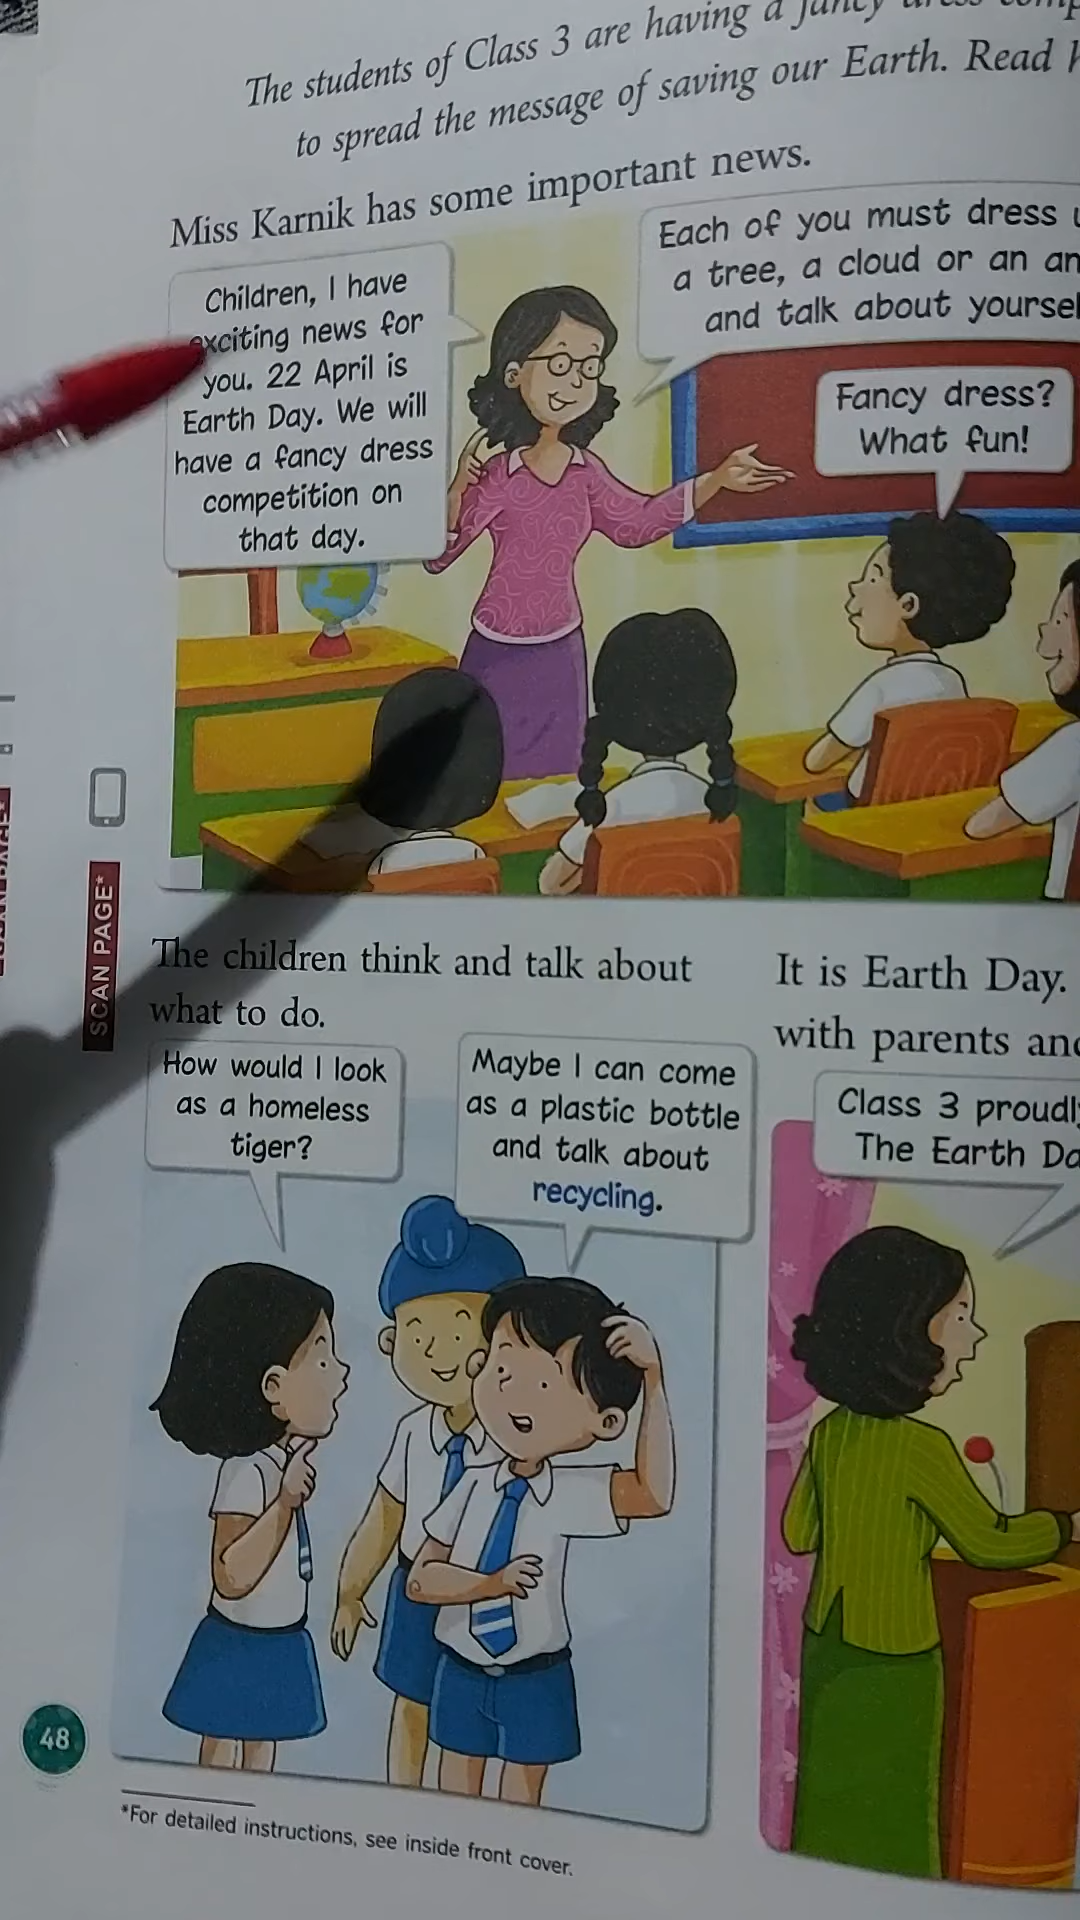 The students of Class 3 are having a fancy dress
to spread the message of saving our Earth. Read
Miss Karnik has some important news.
Children, I have
exciting news for
you. 22 April is
Earth Day. We will
have a fancy dress
competition on
that day.
Each of you must dress
a tree, a cloud or an
and talk about
Fancy dress?
What fun!
SCAN PAGE*
The children think and talk about
what to do.
How would I look
as a homeless
tiger?
Maybe I can come
as a plastic bottle
and talk about
recycling.
It is Earth Day.
with parents
Class 3
The Earth
48
*For detailed instructions, see inside front cover.